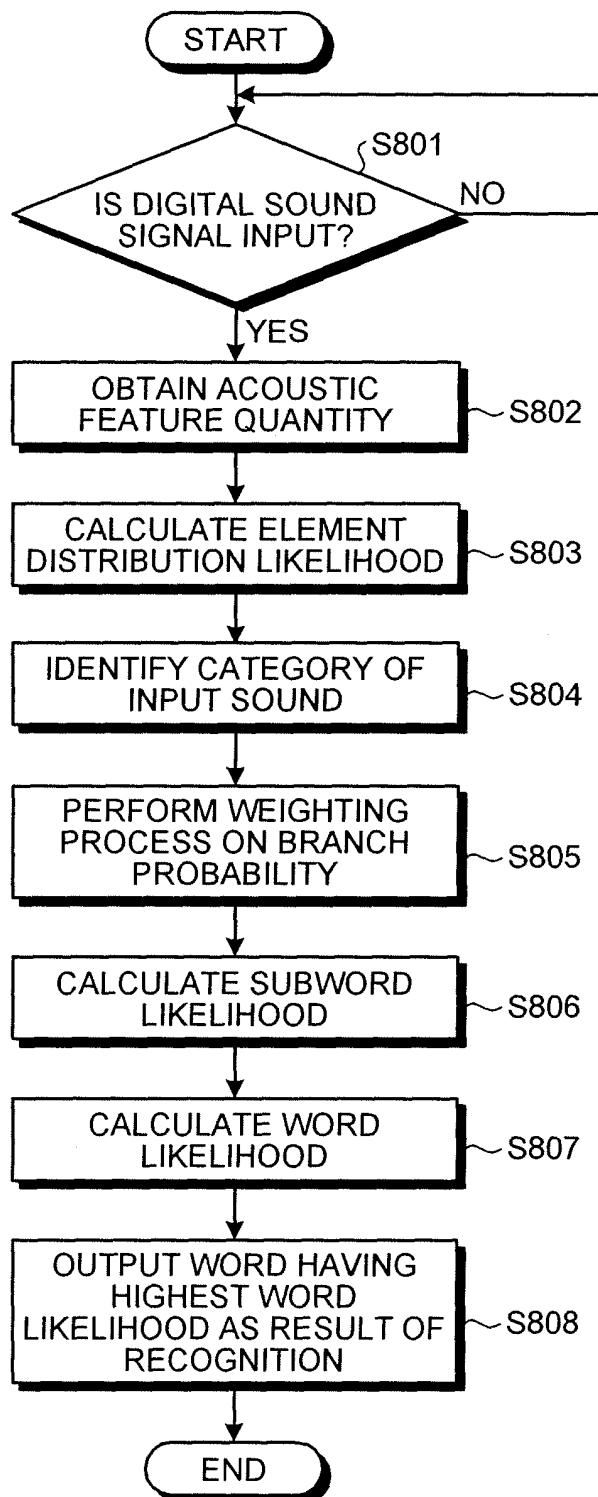 START
S801
IS DIGITAL SOUND
SIGNAL INPUT?
NO
YES
OBTAIN ACOUSTIC
FEATURE QUANTITY
S802
CALCULATE ELEMENT
DISTRIBUTION LIKELIHOOD
S803
IDENTIFY CATEGORY OF
INPUT SOUND
S804
PERFORM WEIGHTING
PROCESS ON BRANCH
PROBABILITY
S805
CALCULATE SUBWORD
LIKELIHOOD
S806
CALCULATE WORD
LIKELIHOOD
S807
OUTPUT WORD HAVING
HIGHEST WORD
LIKELIHOOD AS RESULT OF
RECOGNITION
S808
END